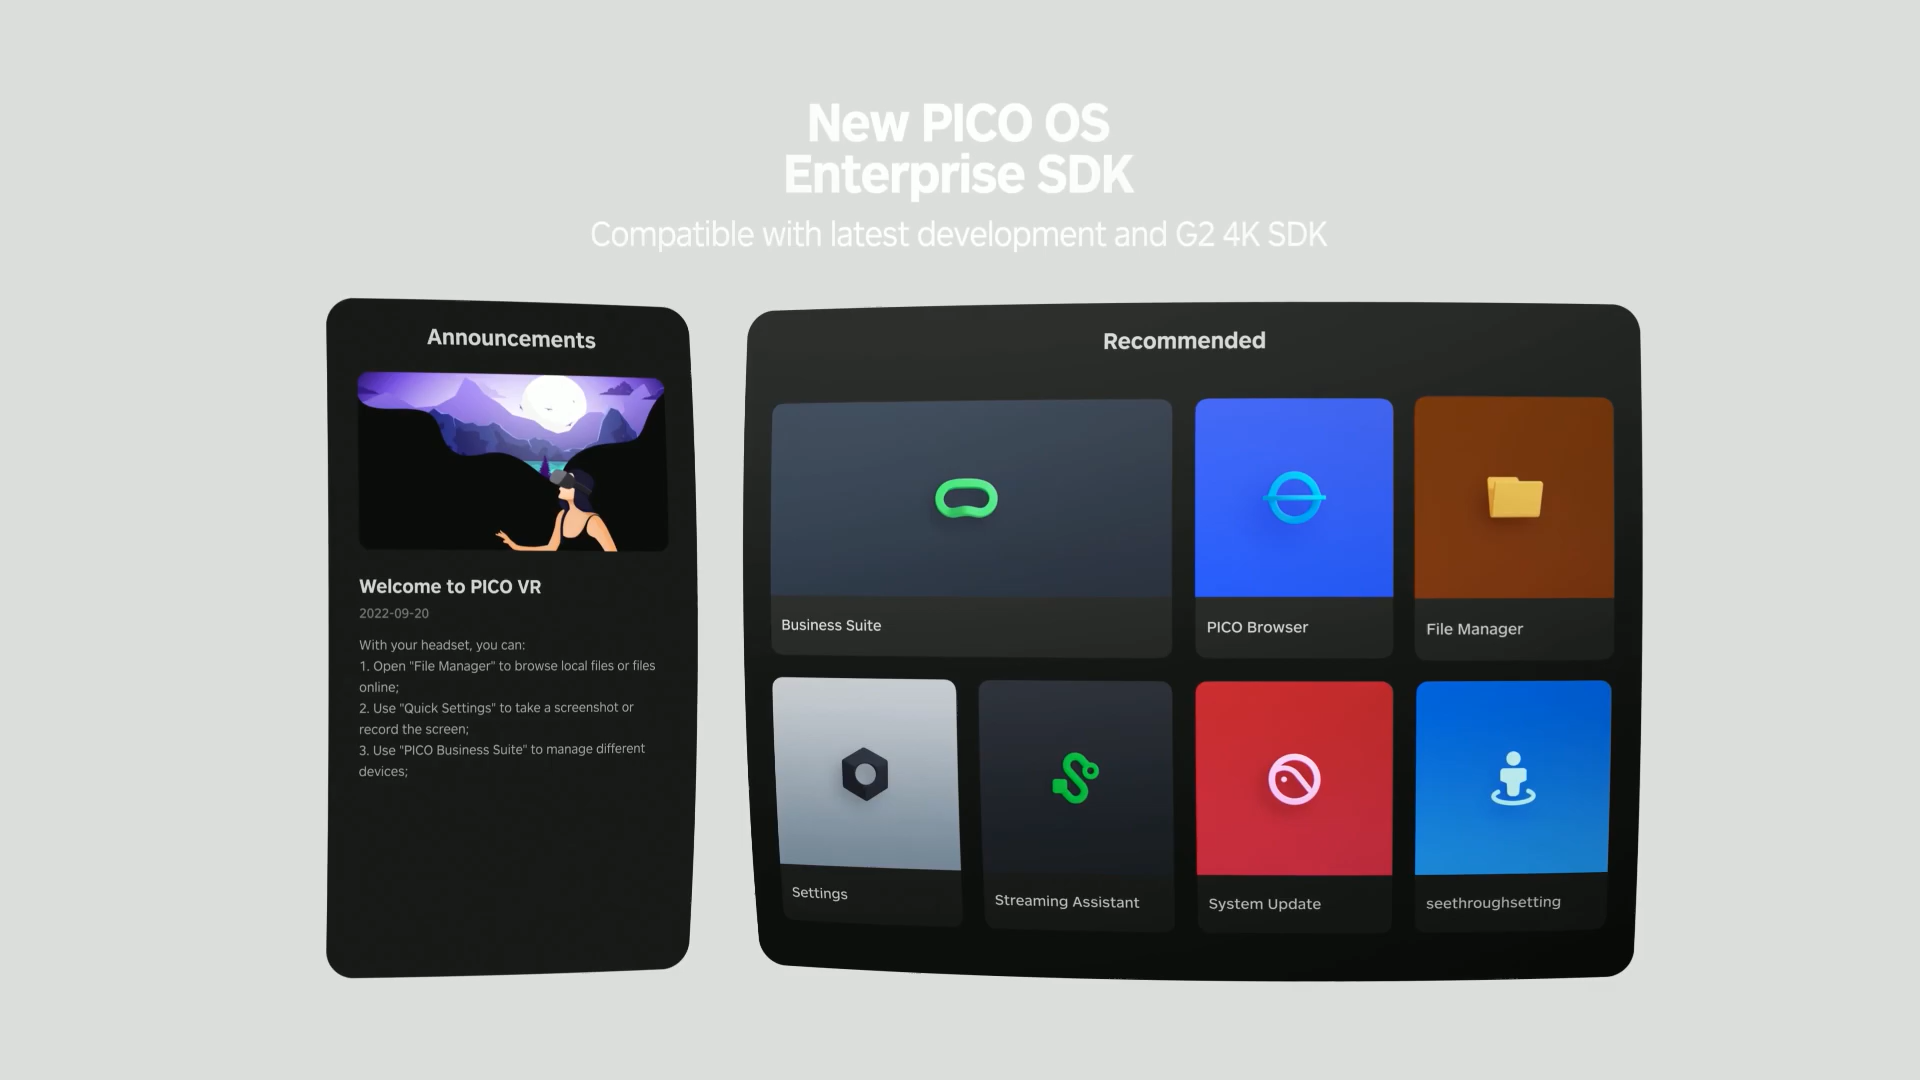 New PICO OS
Enterprise SDK
Compatible with latest development and G2 4K SDK
Announcements
Welcome to PICO VR
2022-09-20
With your headset, you can:
1. Open "File Manager" to browse local files or files
online;
2. Use "Quick Settings" to take a screenshot or
record the screen;
3. Use "PICO Business Suite" to manage different
devices;
Recommended
Business Suite
PICO Browser
File Manager
Settings
Streaming Assistant
System Update
seethroughsetting